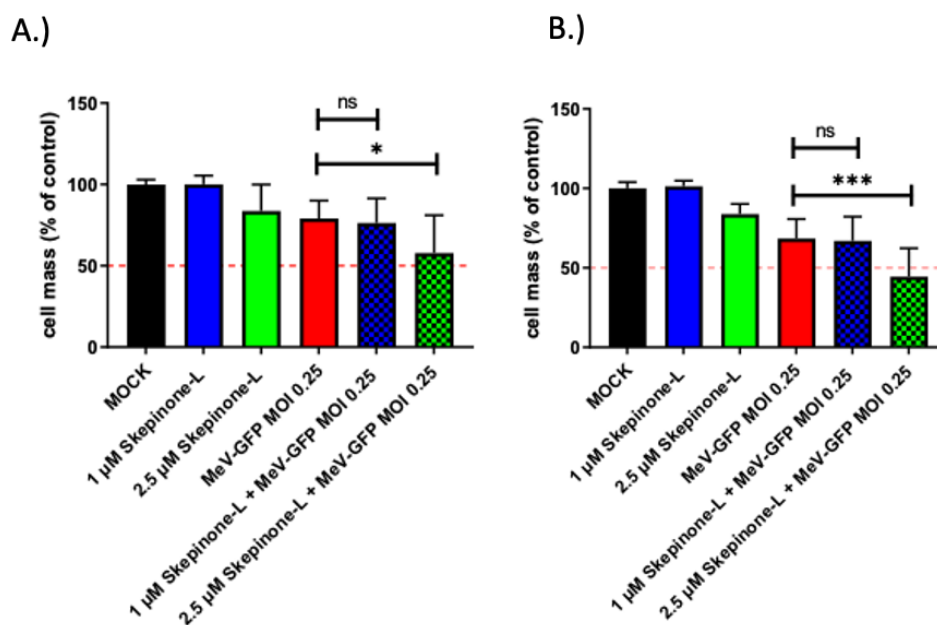 A.)
cell mass (% of control)
150
100
50
0
ns
*
MOCK
1 µM Skepinone-L
2.5 µM Skepinone-L
MeV-GFP MOI 0.25
1 µM Skepinone-L + MeV-GFP MOI 0.25
2.5 µM Skepinone-L + MeV-GFP MOI 0.25
B.)
cell mass (% of control)
150
100
50
0
ns
***
MOCK
1 µM Skepinone-L
2.5 µM Skepinone-L
MeV-GFP MOI 0.25
1 µM Skepinone-L + MeV-GFP MOI 0.25
2.5 µM Skepinone-L + MeV-GFP MOI 0.25